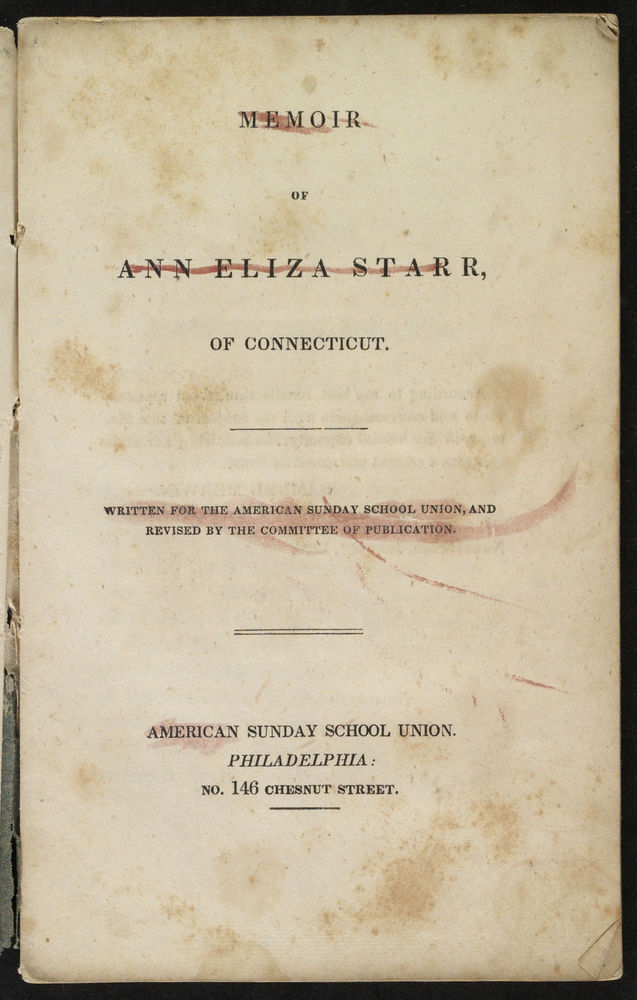 MEMOIR
OF
ANN ELIZA STARR,
OF CONNECTICUT.
WRITTEN FOR THE AMERICAN SUNDAY SCHOOL UNION, AND
REVISED BY THE COMMITTEE OF PUBLICATION.
AMERICAN SUNDAY SCHOOL UNION.
PHILADELPHIA:
NO. 146 CHESNUT STREET.